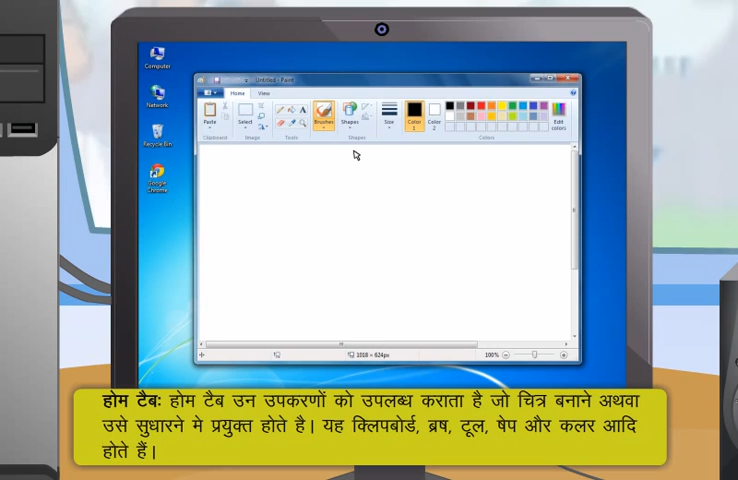 Computer
Network
Recycle Bin
Google Chrome
Untitled - Paint
Home View
Paste Select Brushes Shapes Size Color 1 Color 2 Edit colors
Clipboard Image Tools Shapes Colors
1018 × 624px 100%
होम टैबः होम टैब उन उपकरणों को उपलब्ध कराता है जो चित्र बनाने अथवा
उसे सुधारने मे प्रयुक्त होते है। यह क्लिपबोर्ड, ब्रष, टूल, षेप और कलर आदि
होते हैं।